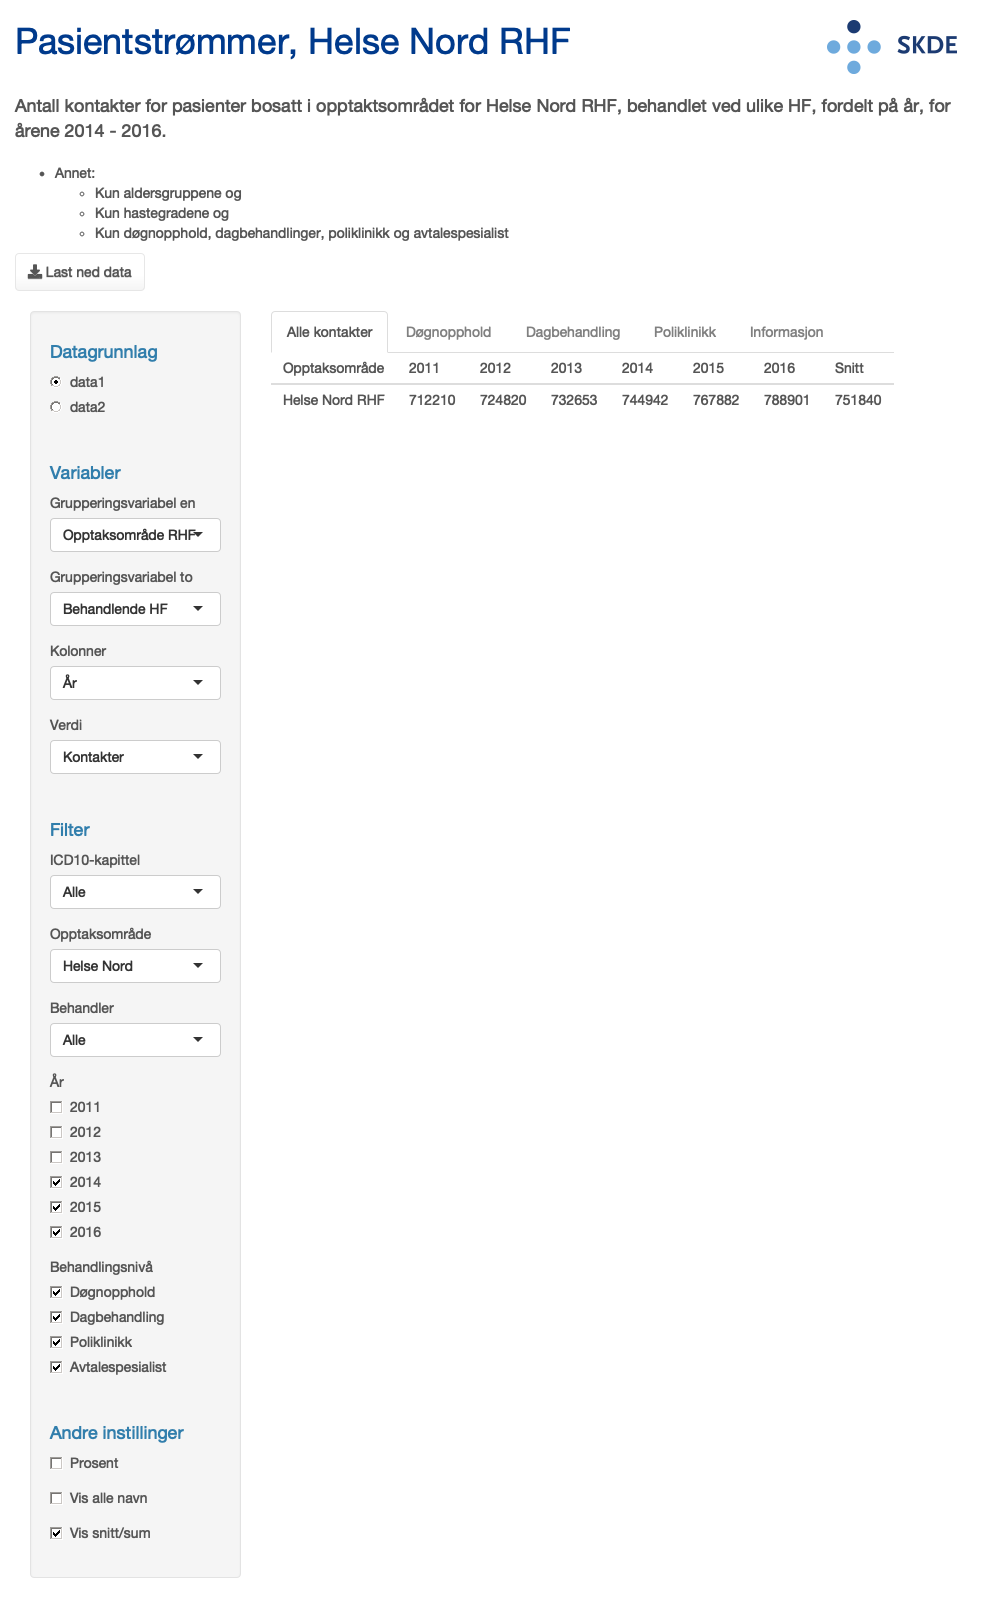 Pasientstrømmer, Helse Nord RHF
SKDE
Antall kontakter for pasienter bosatt i opptaktsområdet for Helse Nord RHF, behandlet ved ulike HF, fordelt på år, for
årene 2014 - 2016.
Annet:
Kun aldersgruppene og
Kun hastegradene og
Kun døgnopphold, dagbehandlinger, poliklinikk og avtalespesialist
Last ned data
Datagrunnlag
data1
data2
Variabler
Grupperingsvariabel en
Opptaksområde RHF
Grupperingsvariabel to
Behandlende HF
Kolonner
År
Verdi
Kontakter
Filter
ICD10-kapittel
Alle
Opptaksområde
Helse Nord
Behandler
Alle
År
2011
2012
2013
2014
2015
2016
Behandlingsnivå
Døgnopphold
Dagbehandling
Poliklinikk
Avtalespesialist
Andre instillinger
Prosent
Vis alle navn
Vis snitt/sum
Alle kontakter Døgnopphold Dagbehandling Poliklinikk Informasjon
Opptaksområde 2011 2012 2013 2014 2015 2016 Snitt
Helse Nord RHF 712210 724820 732653 744942 767882 788901 751840